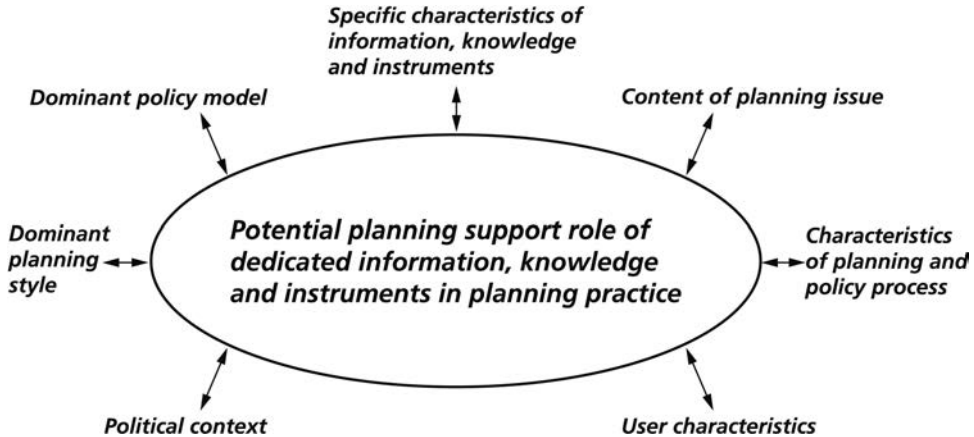 Specific characteristics of
information, knowledge
and instruments
Dominant policy model
Content of planning issue
Dominant
planning
style
Potential planning support role of
dedicated information, knowledge
and instruments in planning practice
Characteristics
of planning and
policy process
Political context
User characteristics